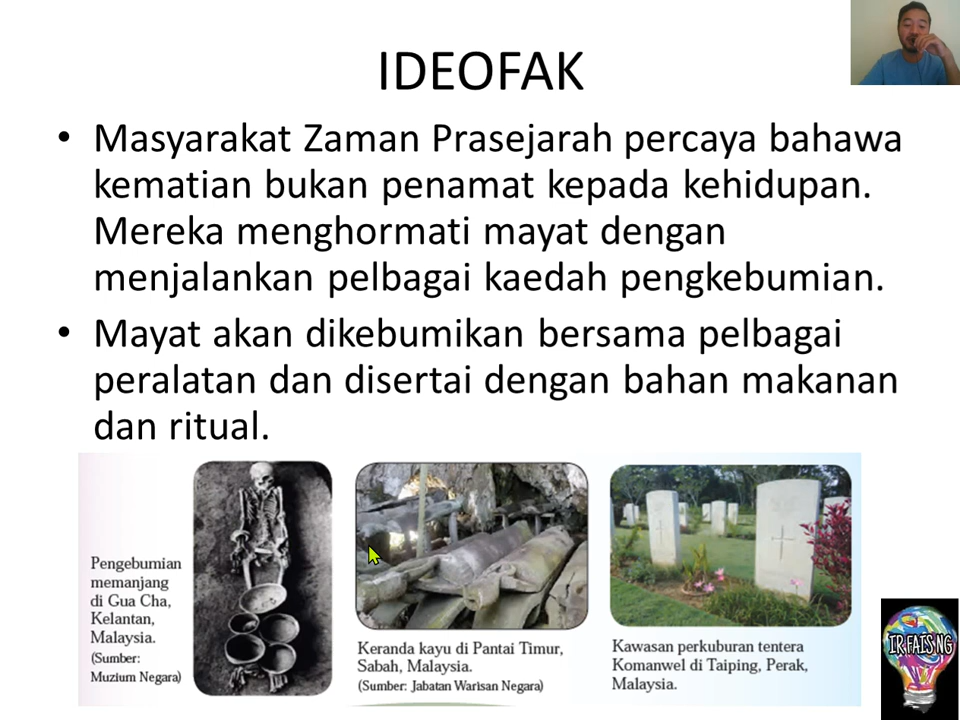 IDEOFAK
• Masyarakat Zaman Prasejarah percaya bahawa
kematian bukan penamat kepada kehidupan.
Mereka menghormati mayat dengan
menjalankan pelbagai kaedah pengkebumian.
• Mayat akan dikebumikan bersama pelbagai
peralatan dan disertai dengan bahan makanan
dan ritual.
Pengebumian
memanjang
di Gua Cha,
Kelantan,
Malaysia.
(Sumber:
Muzium Negara)
Keranda kayu di Pantai Timur,
Sabah, Malaysia.
(Sumber: Jabatan Warisan Negara)
Kawasan perkuburan tentera
Komanwel di Taiping, Perak,
Malaysia.
IR FAIS NG